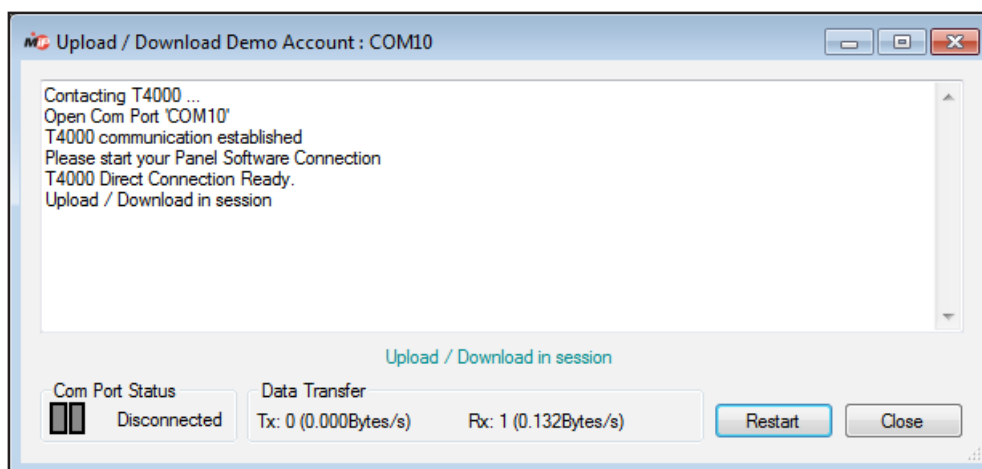 Upload / Download Demo Account : COM10
Contacting T4000 ...
Open Com Port 'COM10'
T4000 communication established
Please start your Panel Software Connection
T4000 Direct Connection Ready.
Upload / Download in session
Upload / Download in session
Com Port Status
Disconnected
Data Transfer
Tx: 0 (0.000Bytes/s) Rx: 1 (0.132Bytes/s)
Restart
Close